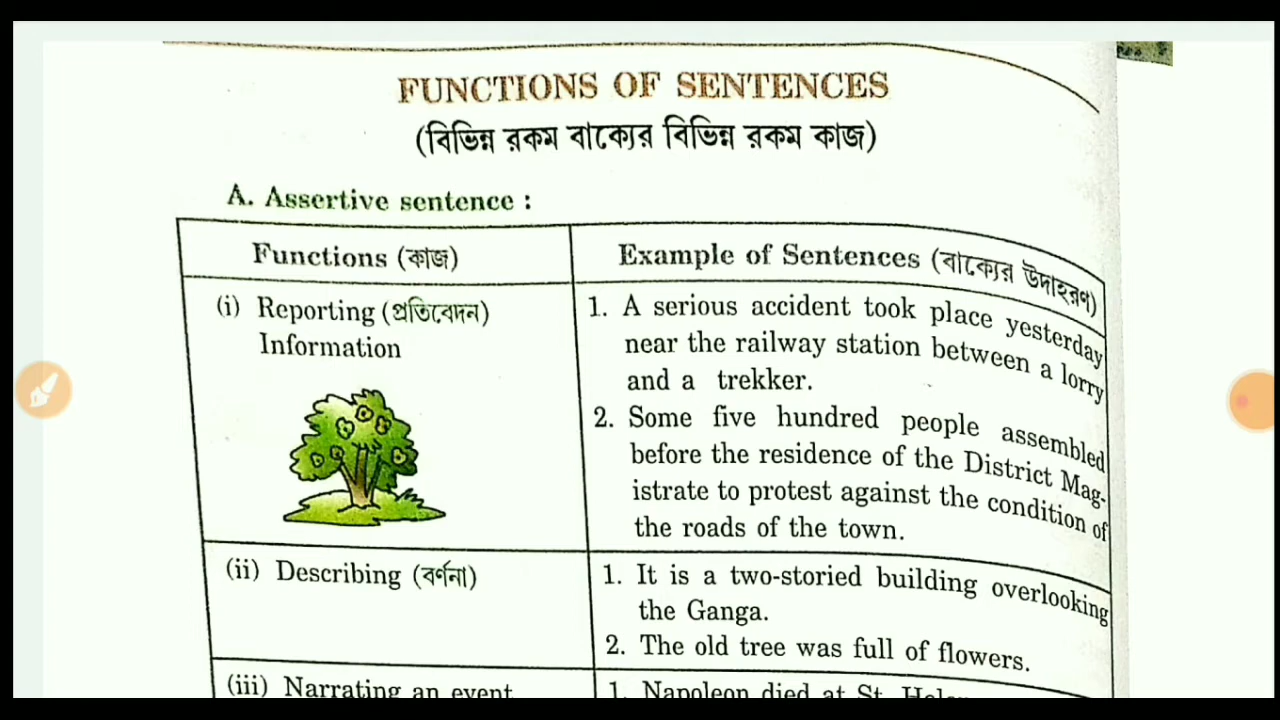 FUNCTIONS OF SENTENCES
(বিভিন্ন রকম বাক্যের বিভিন্ন রকম কাজ)
A. Assertive sentence :
Functions (কাজ)
Example of Sentences (বাক্যের উদাহরণ)
(i) Reporting (প্রতিবেদন)
Information
1. A serious accident took place yesterday
near the railway station between a lorry
and a trekker.
2. Some five hundred people assembled
before the residence of the District Mag-
istrate to protest against the condition of
the roads of the town.
(ii) Describing (বর্ণনা)
1. It is a two-storied building overlooking
the Ganga.
2. The old tree was full of flowers.
(iii) Narrating an event
1. Napoleon died at St.